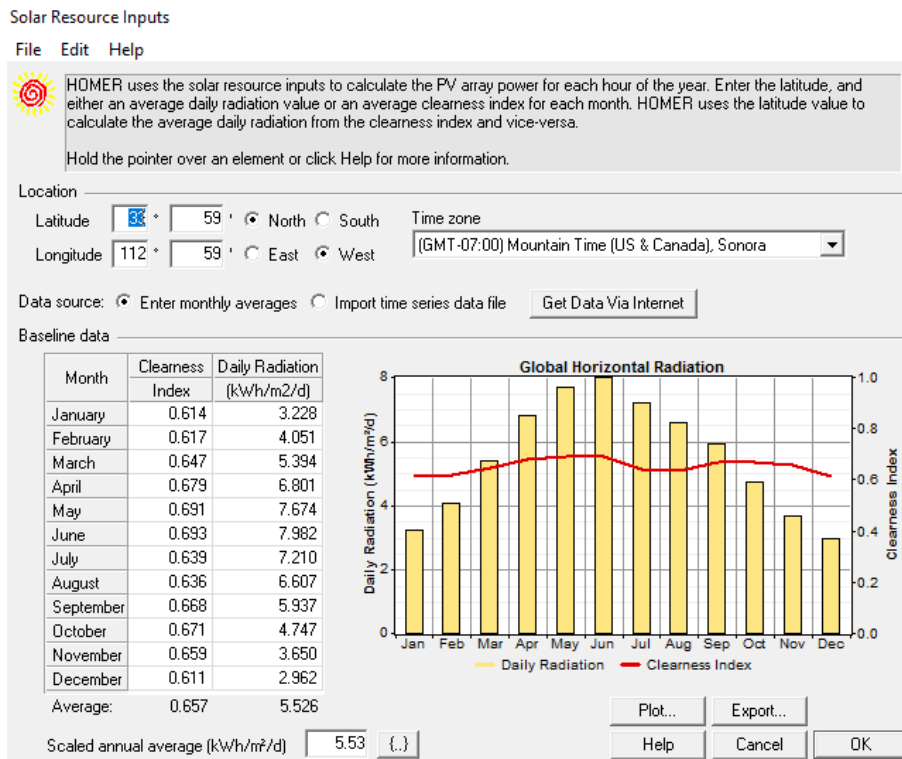 Solar Resource Inputs
File Edit Help
HOMER uses the solar resource inputs to calculate the PV array power for each hour of the year. Enter the latitude, and
either an average daily radiation value or an average clearness index for each month. HOMER uses the latitude value to
calculate the average daily radiation from the clearness index and vice-versa.
Hold the pointer over an element or click Help for more information.
Location
Latitude 33 ° 59 ' North South Time zone
Longitude 112 ° 59 ' East West (GMT-07:00) Mountain Time (US & Canada), Sonora
Data source: Enter monthly averages Import time series data file Get Data Via Internet
Baseline data
Month Clearness Index Daily Radiation (kWh/m2/d)
January 0.614 3.228
February 0.617 4.051
March 0.647 5.394
April 0.679 6.801
May 0.691 7.674
June 0.693 7.982
July 0.639 7.210
August 0.636 6.607
September 0.668 5.937
October 0.671 4.747
November 0.659 3.650
December 0.611 2.962
Average: 0.657 5.526
Scaled annual average (kWh/m²/d) 5.53 {..}
Global Horizontal Radiation
Daily Radiation (kWh/m²/d)
8
6
4
2
0
Jan Feb Mar Apr May Jun Jul Aug Sep Oct Nov Dec
1.0
0.8
0.6
0.4
0.2
0.0
Clearness Index
Daily Radiation Clearness Index
Plot... Export...
Help Cancel OK